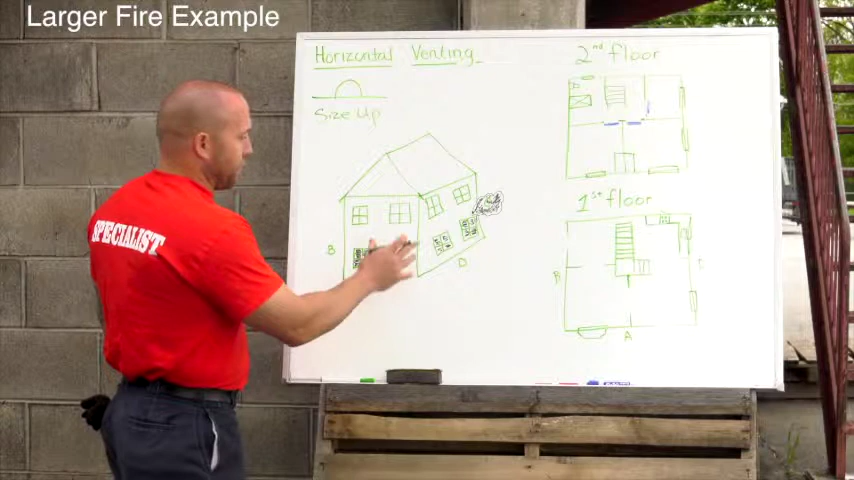 Larger Fire Example
Horizontal Venting
Size Up
2nd floor
1st floor
B
D
B
A
SPECIALIST